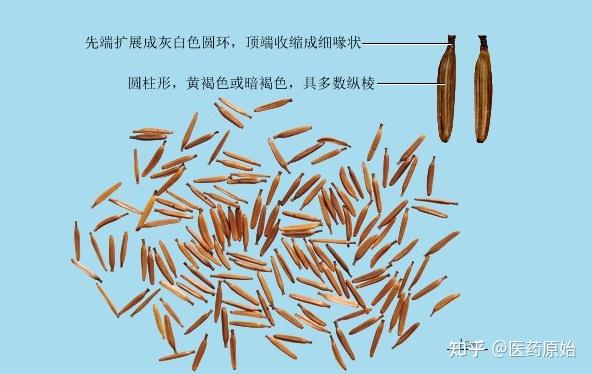 先端扩展成灰白色圆环，顶端收缩成细喙状
圆柱形，黄褐色或暗褐色，具多数纵棱
知乎 @医药原始